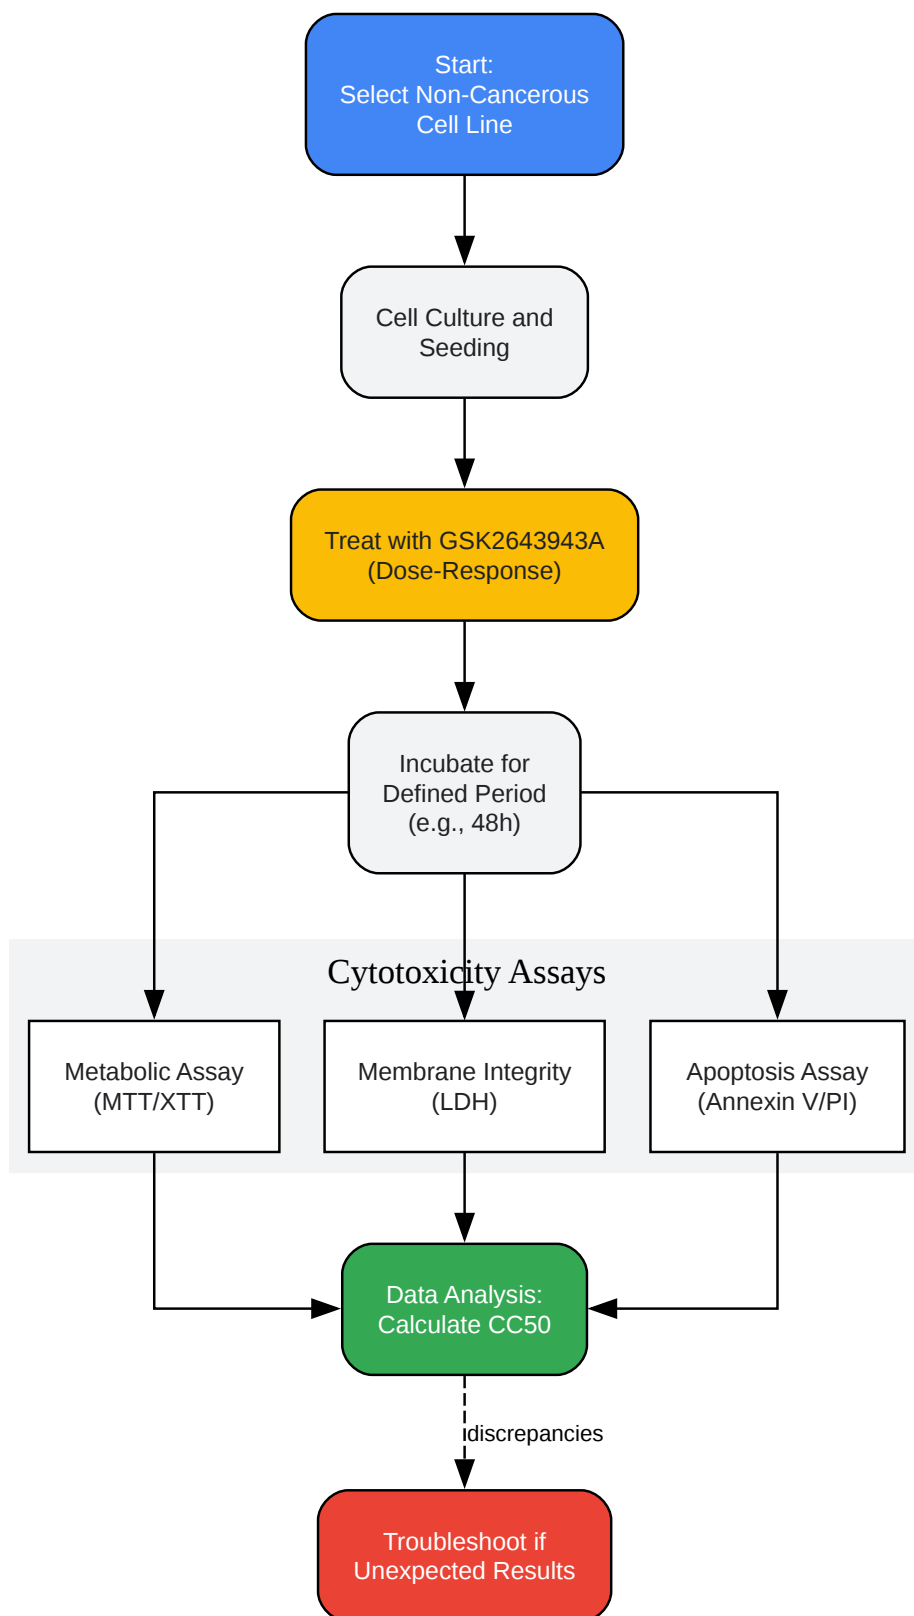 Start:
Select Non-Cancerous
Cell Line
Cell Culture and
Seeding
Treat with GSK2643943A
(Dose-Response)
Incubate for
Defined Period
(e.g., 48h)
Cytotoxicity Assays
Metabolic Assay
(MTT/XTT)
Membrane Integrity
(LDH)
Apoptosis Assay
(Annexin V/PI)
Data Analysis:
Calculate CC50
discrepancies
Troubleshoot if
Unexpected Results